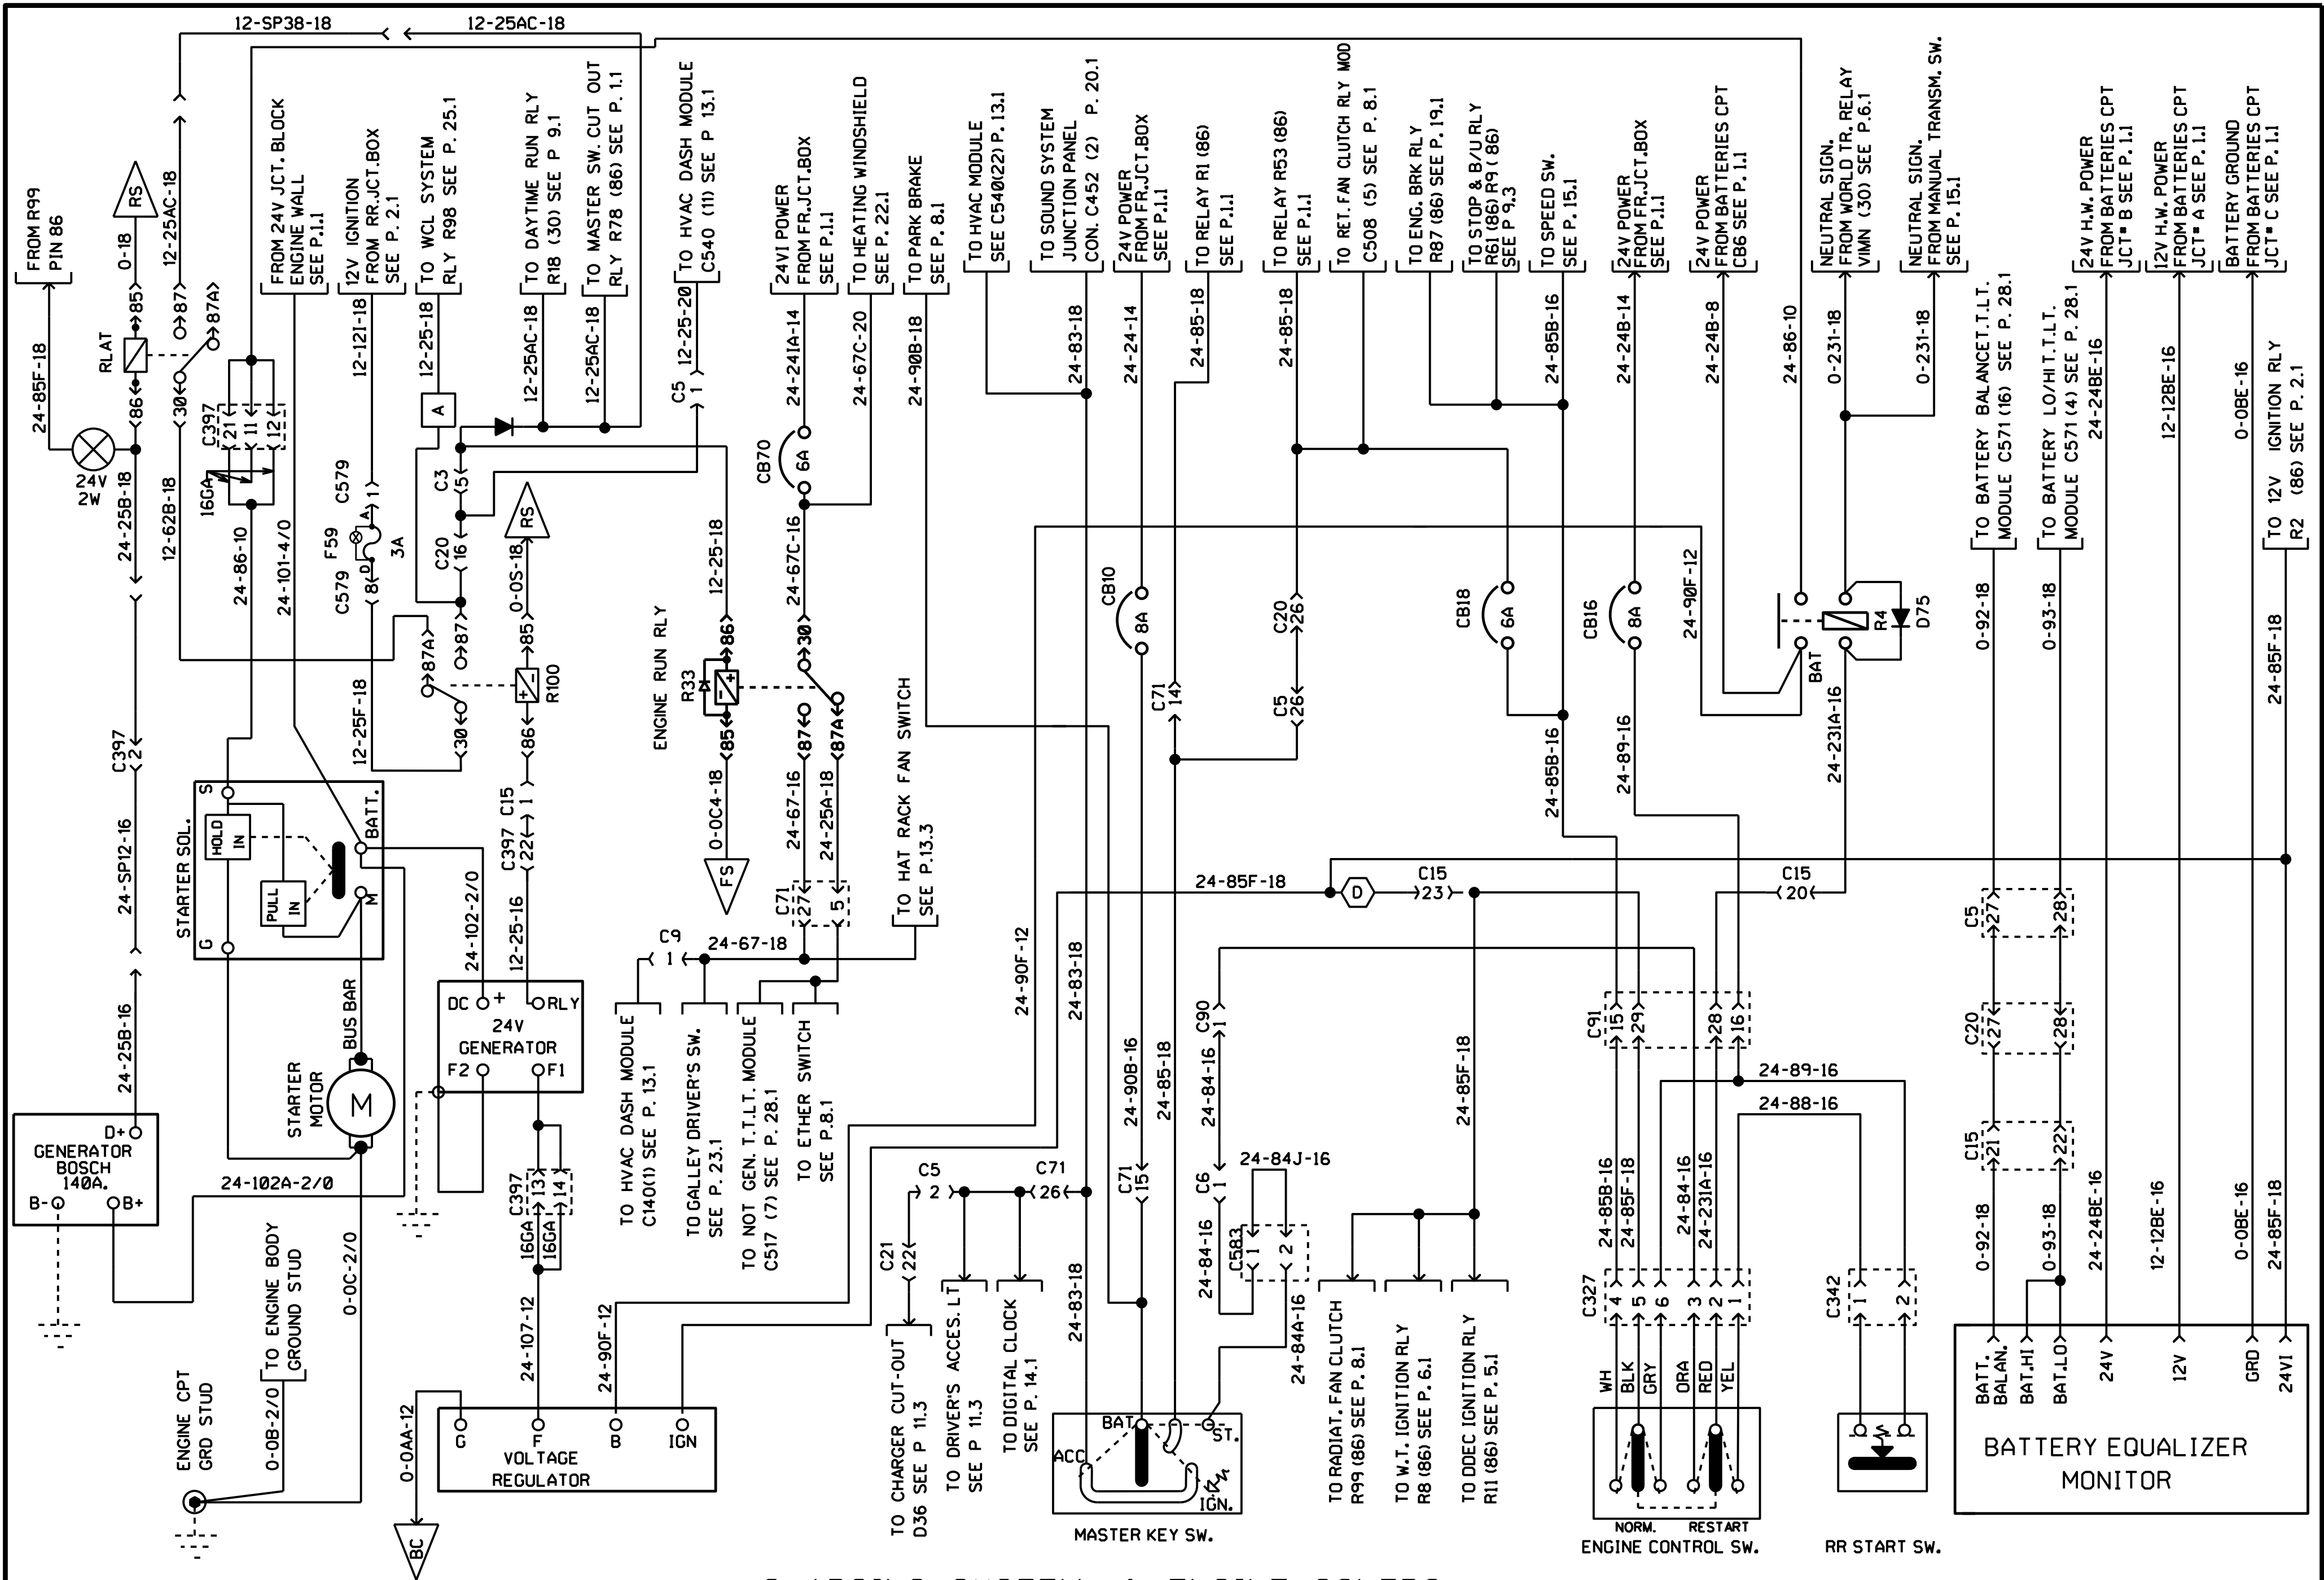 12-SP38-18
12-25AC-18
FROM R99
PIN 86
24-85F-18
RS
0-18
85
RLAT
86
24V
2W
24-25B-18
C397
2
24-SP12-16
24-25B-16
12-25AC-18
87
87A
30
12-62B-18
C397
21
11
12
16GA
24-86-10
FROM 24V JCT. BLOCK
ENGINE WALL
SEE P.1.1
24-101-4/0
12V IGNITION
FROM RR.JCT.BOX
SEE P. 2.1
12-12I-18
C579
1
A
F59
3A
D
C579
8
12-25F-18
TO WCL SYSTEM
RLY R98 SEE P. 25.1
12-25-18
A
C3
5
C20
16
87A
87
30
RS
0-0S-18
85
R100
86
C15
1
C397
22
12-25-16
TO DAYTIME RUN RLY
R18 (30) SEE P 9.1
12-25AC-18
TO MASTER SW. CUT OUT
RLY R78 (86) SEE P. 1.1
12-25AC-18
TO HVAC DASH MODULE
C540 (11) SEE P 13.1
12-25-20
C5
1
12-25-18
ENGINE RUN RLY
R33
86
85
0-0C4-18
FS
24VI POWER
FROM FR.JCT.BOX
SEE P.1.1
24-24IA-14
CB70
6A
24-67C-16
30
87
87A
24-67-16
24-25A-18
C71
27
5
TO HEATING WINDSHIELD
SEE P. 22.1
24-67C-20
TO PARK BRAKE
SEE P. 8.1
24-90B-18
TO HAT RACK FAN SWITCH
SEE P.13.3
C9
1
24-67-18
TO HVAC DASH MODULE
C140(1) SEE P. 13.1
TO GALLEY DRIVER'S SW.
SEE P. 23.1
TO NOT GEN. T.T.LT. MODULE
C517 (7) SEE P. 28.1
TO ETHER SWITCH
SEE P.8.1
TO HVAC MODULE
SEE C540(22) P. 13.1
TO SOUND SYSTEM
JUNCTION PANEL
CON. C452 (2) P. 20.1
24-83-18
24V POWER
FROM FR.JCT.BOX
SEE P.1.1
24-24-14
CB10
8A
TO RELAY R1 (86)
SEE P.1.1
24-85-18
C71
14
TO RELAY R53 (86)
SEE P.1.1
24-85-18
C20
26
C5
26
TO RET.FAN CLUTCH RLY MOD
C508 (5) SEE P. 8.1
TO ENG. BRK RLY
R87 (86) SEE P. 19.1
TO STOP & B/U RLY
R61 (86) R9 (86)
SEE P 9.3
TO SPEED SW.
SEE P. 15.1
24-85B-16
CB18
6A
24-85B-16
24V POWER
FROM FR.JCT.BOX
SEE P.1.1
24-24B-14
CB16
8A
24-89-16
24V POWER
FROM BATTERIES CPT
CB6 SEE P. 1.1
24-24B-8
24-90F-12
24-86-10
BAT
R4
D75
NEUTRAL SIGN.
FROM WORLD TR. RELAY
VIMN (30) SEE P.6.1
0-231-18
NEUTRAL SIGN.
FROM MANUAL TRANSM. SW.
SEE P. 15.1
0-231-18
24-231A-16
TO BATTERY BALANCE T.T.LT.
MODULE C571 (16) SEE P. 28.1
0-92-18
TO BATTERY LO/HI T.T.LT.
MODULE C571 (4) SEE P. 28.1
0-93-18
24V H.W. POWER
FROM BATTERIES CPT
JCT* B SEE P. 1.1
24-24BE-16
12V H.W. POWER
FROM BATTERIES CPT
JCT* A SEE P. 1.1
12-12BE-16
BATTERY GROUND
FROM BATTERIES CPT
JCT* C SEE P. 1.1
0-0BE-16
TO 12V IGNITION RLY
R2 (86) SEE P. 2.1
24-85F-18
STARTER SOL.
S
HOLD
IN
PULL
IN
G
BATT.
M
24-102-2/0
BUS BAR
STARTER
MOTOR
M
DC
+
RLY
24V
GENERATOR
F2
F1
D+
GENERATOR
BOSCH
140A.
B-
B+
24-102A-2/0
C397
13
14
16GA
16GA
24-107-12
24-90F-12
0-0C-2/0
TO ENGINE BODY
GROUND STUD
0-0B-2/0
ENGINE CPT
GRD STUD
0-0AA-12
BC
G
F
B
IGN
VOLTAGE
REGULATOR
24-85F-18
D
C15
23
C15
20
24-90F-12
24-83-18
24-90B-16
24-85-18
C90
1
24-84-16
24-85F-18
C5
2
C71
26
C21
22
C71
15
C6
1
24-84J-16
C583
1
2
24-84-16
24-84A-16
24-83-18
TO CHARGER CUT-OUT
D36 SEE P 11.3
TO DRIVER'S ACCES. LT
SEE P 11.3
TO DIGITAL CLOCK
SEE P. 14.1
ACC
BAT.
ST.
IGN.
MASTER KEY SW.
TO RADIAT. FAN CLUTCH
R99 (86) SEE P. 8.1
TO W.T. IGNITION RLY
R8 (86) SEE P. 6.1
TO DDEC IGNITION RLY
R11 (86) SEE P. 5.1
C91
15
29
28
16
24-89-16
24-88-16
24-85B-16
24-85F-18
24-84-16
24-231A-16
C327
4
5
6
3
2
1
WH
BLK
GRY
ORA
RED
YEL
NORM.
RESTART
ENGINE CONTROL SW.
C342
1
2
RR START SW.
C5
27
28
C20
27
28
C15
21
22
0-92-18
0-93-18
24-24BE-16
12-12BE-16
0-0BE-16
24-85F-18
BATT.
BALAN.
BAT.HI
BAT.LO
24V
12V
GRD
24VI
BATTERY EQUALIZER
MONITOR